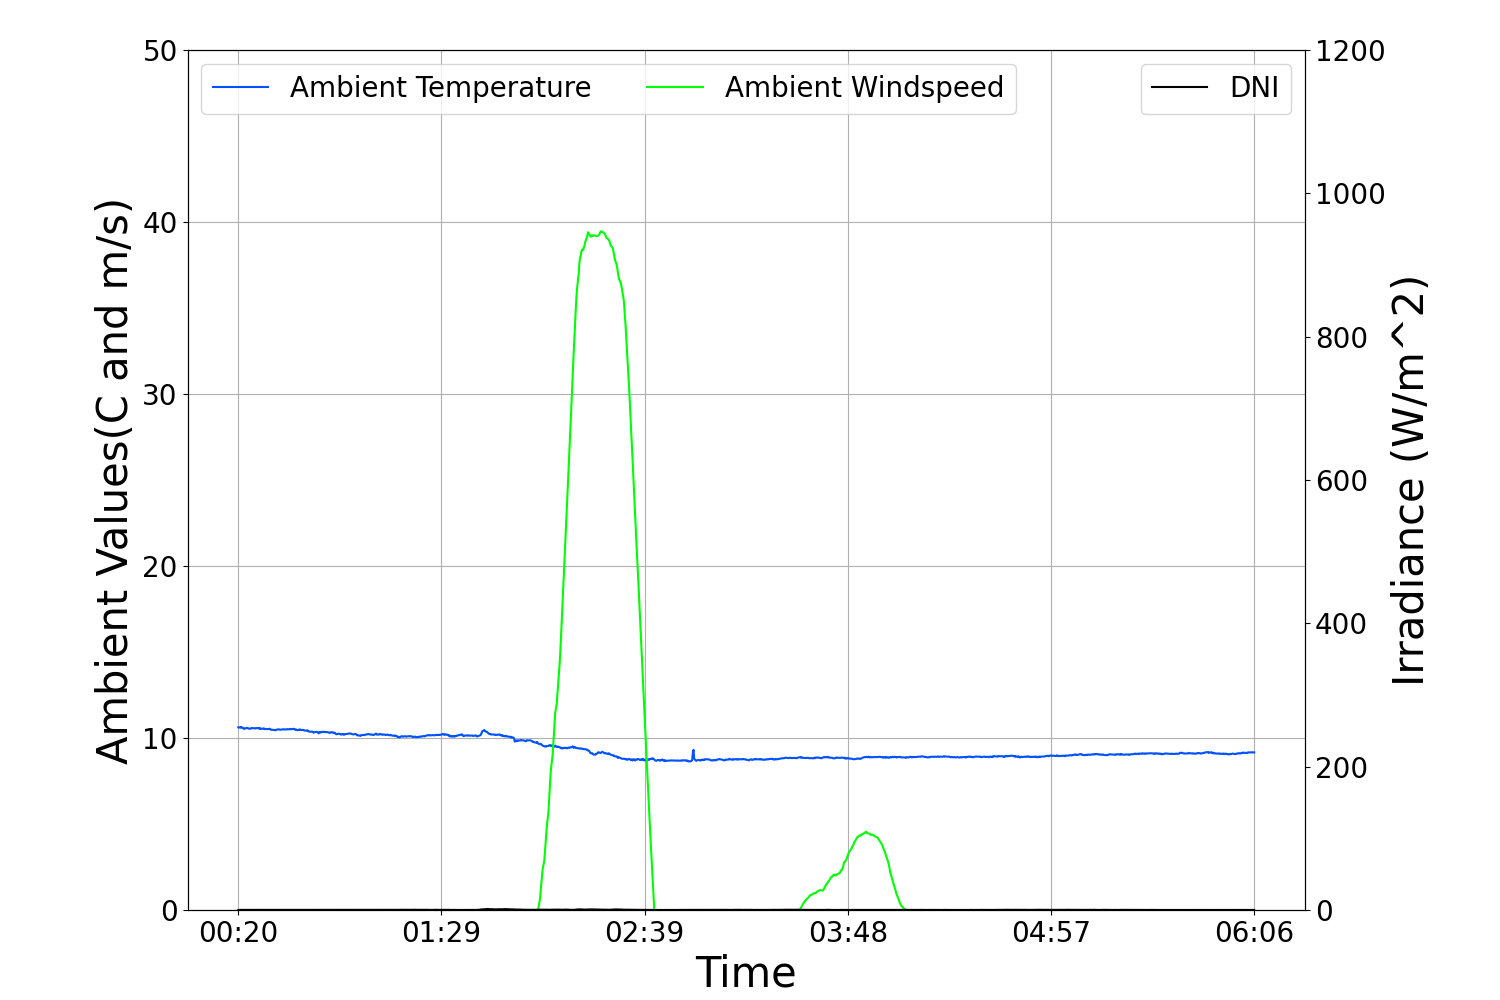 Ambient Temperature Ambient Windspeed DNI
Ambient Values(C and m/s)
50
40
30
20
10
0
1200
1000
800
600
400
200
0
Irradiance (W/m^2)
00:20 01:29 02:39 03:48 04:57 06:06
Time